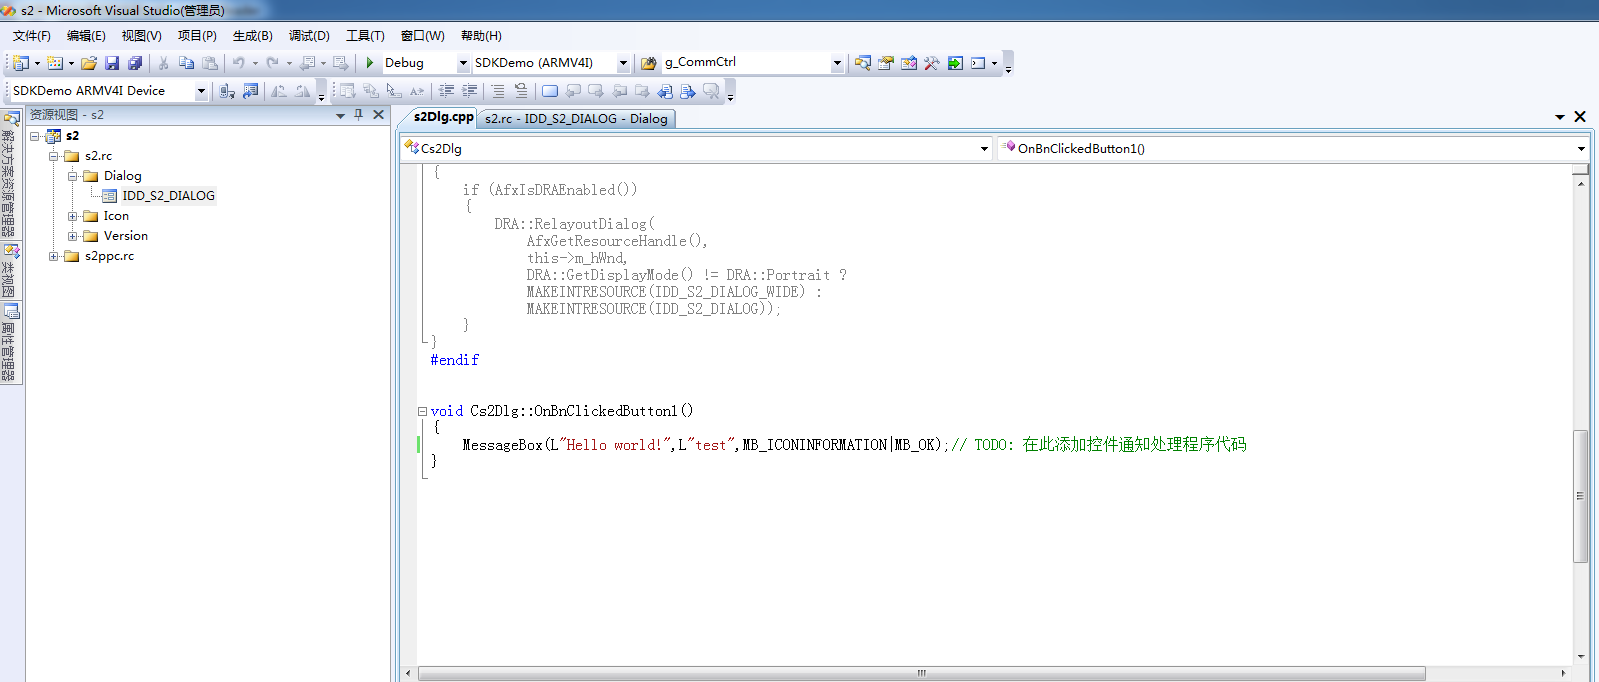 s2 - Microsoft Visual Studio(管理员)
文件(F) 编辑(E) 视图(V) 项目(P) 生成(B) 调试(D) 工具(T) 窗口(W) 帮助(H)
Debug SDKDemo (ARMV4I) g_CommCtrl
SDKDemo ARMV4I Device
资源视图 - s2
s2
s2.rc
Dialog
IDD_S2_DIALOG
Icon
Version
s2ppc.rc
解决方案资源管理器
类视图
属性管理器
s2Dlg.cpp s2.rc - IDD_S2_DIALOG - Dialog
Cs2Dlg OnBnClickedButton1()
{
if (AfxIsDRAEnabled())
{
DRA::RelayoutDialog(
AfxGetResourceHandle(),
this->m_hWnd,
DRA::GetDisplayMode() != DRA::Portrait ?
MAKEINTRESOURCE(IDD_S2_DIALOG_WIDE) :
MAKEINTRESOURCE(IDD_S2_DIALOG));
}
}
#endif
void Cs2Dlg::OnBnClickedButton1()
{
MessageBox(L"Hello world!",L"test",MB_ICONINFORMATION|MB_OK);// TODO: 在此添加控件通知处理程序代码
}